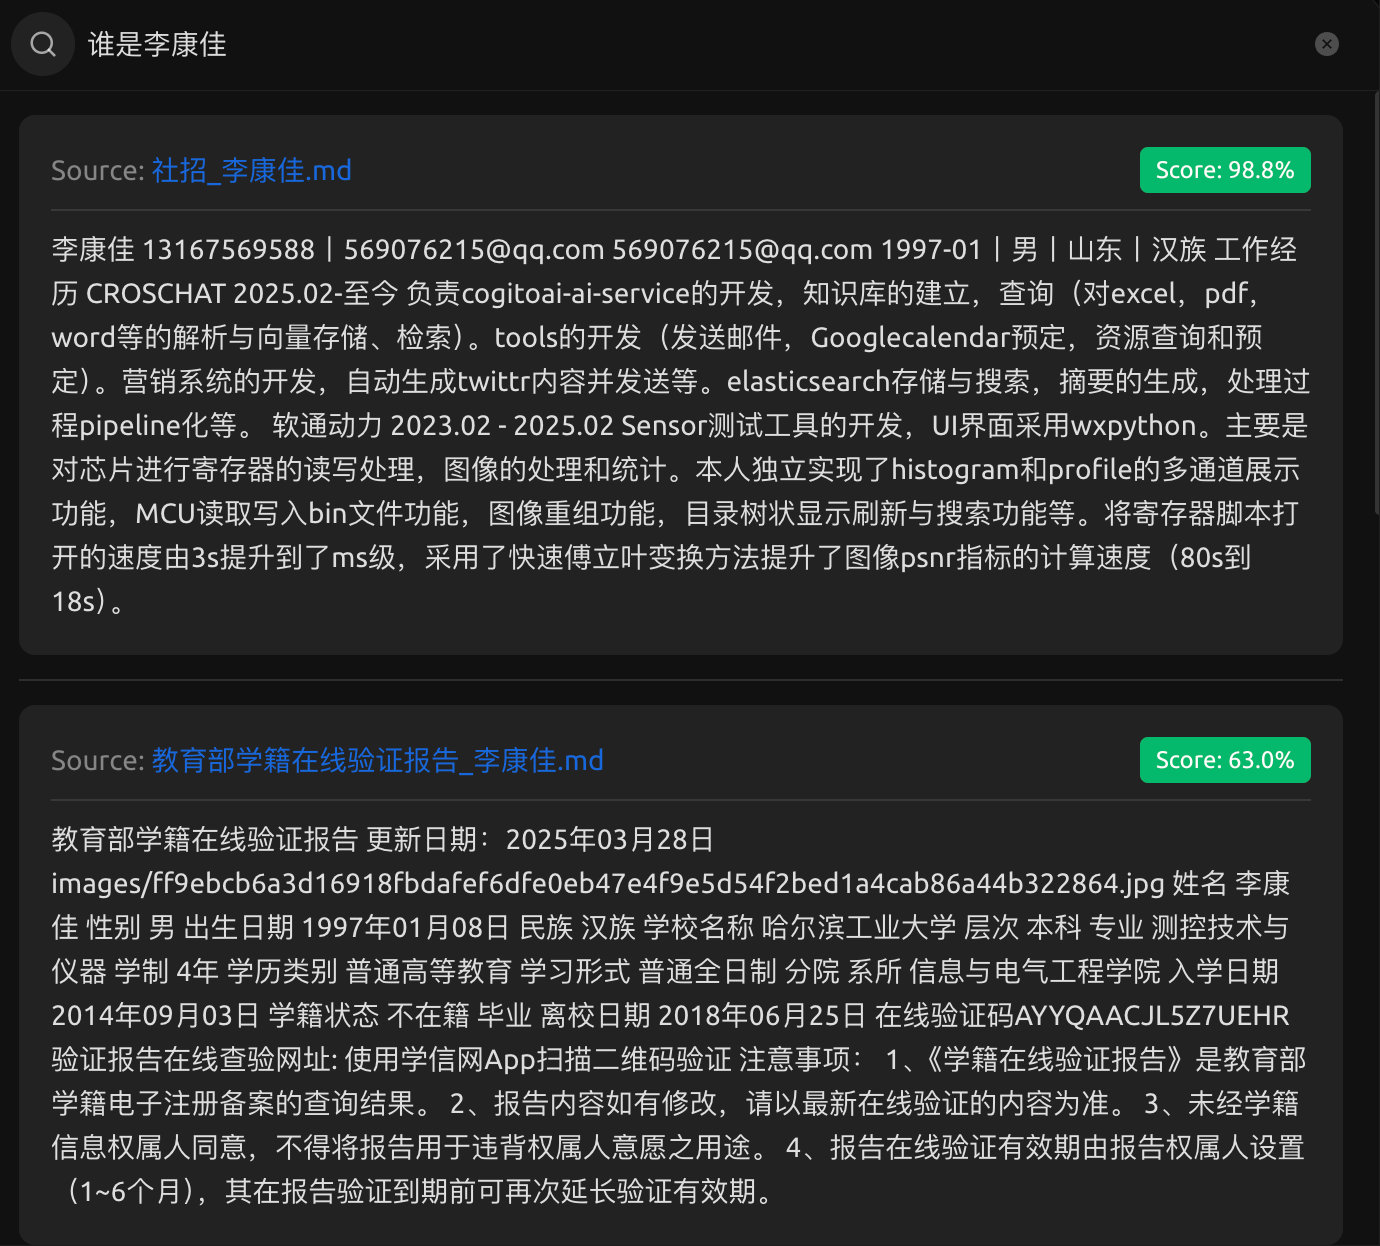 谁是李康佳
Source: 社招_李康佳.md
Score: 98.8%
李康佳 13167569588 | 569076215@qq.com 569076215@qq.com 1997-01 | 男 | 山东 | 汉族 工作经
历 CROSCHAT 2025.02-至今 负责cogitoai-ai-service的开发，知识库的建立，查询（对excel，pdf，
word等的解析与向量存储、检索）。tools的开发（发送邮件，Googlecalendar预定，资源查询和预
定）。营销系统的开发，自动生成twittr内容并发送等。elasticsearch存储与搜索，摘要的生成，处理过
程pipeline化等。 软通动力 2023.02 - 2025.02 Sensor测试工具的开发，UI界面采用wxpython。主要是
对芯片进行寄存器的读写处理，图像的处理和统计。本人独立实现了histogram和profile的多通道展示
功能，MCU读取写入bin文件功能，图像重组功能，目录树状显示刷新与搜索功能等。将寄存器脚本打
开的速度由3s提升到了ms级，采用了快速傅立叶变换方法提升了图像psnr指标的计算速度（80s到
18s）。
Source: 教育部学籍在线验证报告_李康佳.md
Score: 63.0%
教育部学籍在线验证报告 更新日期：2025年03月28日
images/ff9ebcb6a3d16918fbdafef6dfe0eb47e4f9e5d54f2bed1a4cab86a44b322864.jpg 姓名 李康
佳 性别 男 出生日期 1997年01月08日 民族 汉族 学校名称 哈尔滨工业大学 层次 本科 专业 测控技术与
仪器 学制 4年 学历类别 普通高等教育 学习形式 普通全日制 分院 系所 信息与电气工程学院 入学日期
2014年09月03日 学籍状态 不在籍 毕业 离校日期 2018年06月25日 在线验证码AYYQAACJL5Z7UEHR
验证报告在线查验网址: 使用学信网App扫描二维码验证 注意事项： 1、《学籍在线验证报告》是教育部
学籍电子注册备案的查询结果。 2、报告内容如有修改，请以最新在线验证的内容为准。 3、未经学籍
信息权属人同意，不得将报告用于违背权属人意愿之用途。 4、报告在线验证有效期由报告权属人设置
（1~6个月），其在报告验证到期前可再次延长验证有效期。